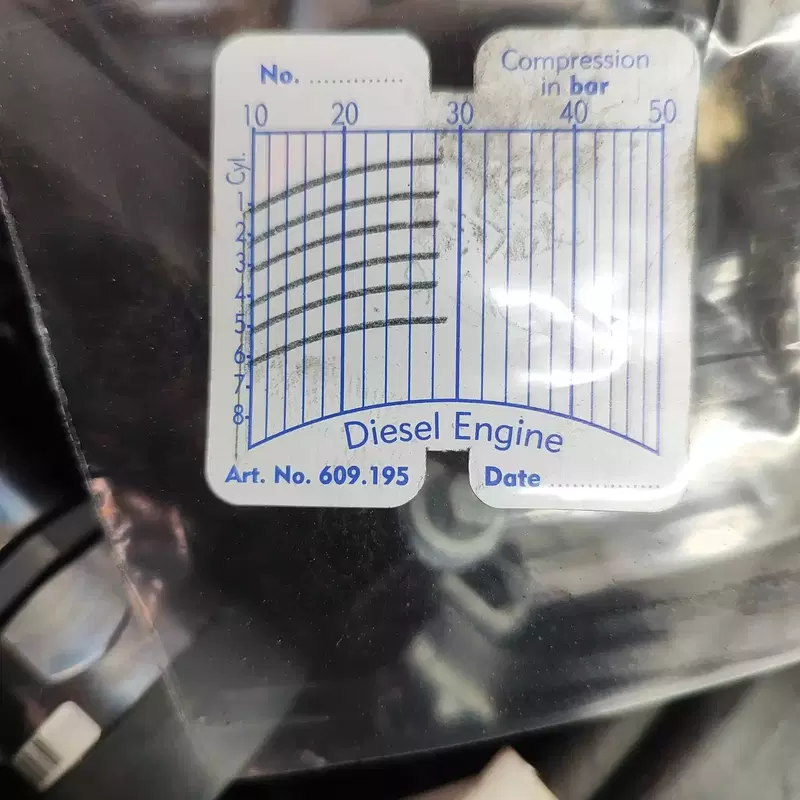 No. ............
Compression
in bar
10 20 30 40 50
Cyl.
1
2
3
4
5
6
7
8
Diesel Engine
Art. No. 609.195
Date ............